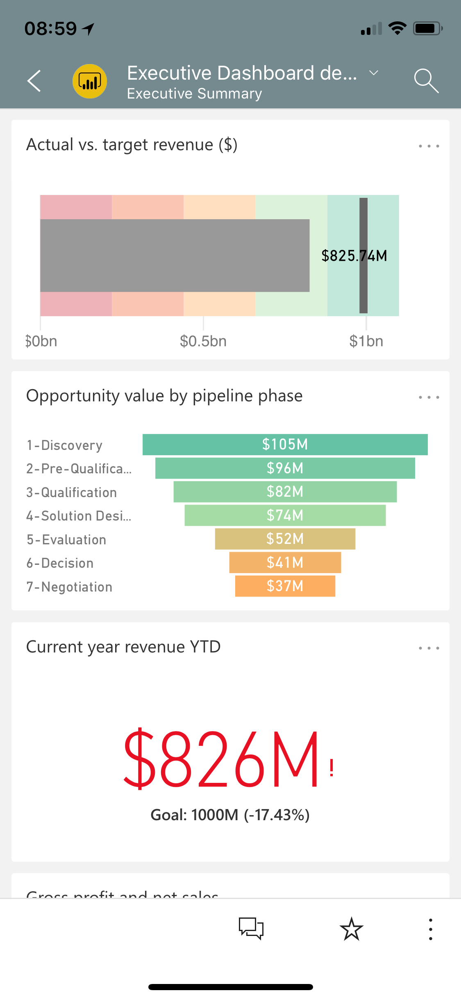 08:59
Executive Dashboard de...
Executive Summary
Actual vs. target revenue ($)
$825.74M
$0bn $0.5bn $1bn
Opportunity value by pipeline phase
1-Discovery $105M
2-Pre-Qualifica... $96M
3-Qualification $82M
4-Solution Desi... $74M
5-Evaluation $52M
6-Decision $41M
7-Negotiation $37M
Current year revenue YTD
$826M!
Goal: 1000M (-17.43%)
Gross profit and net sales